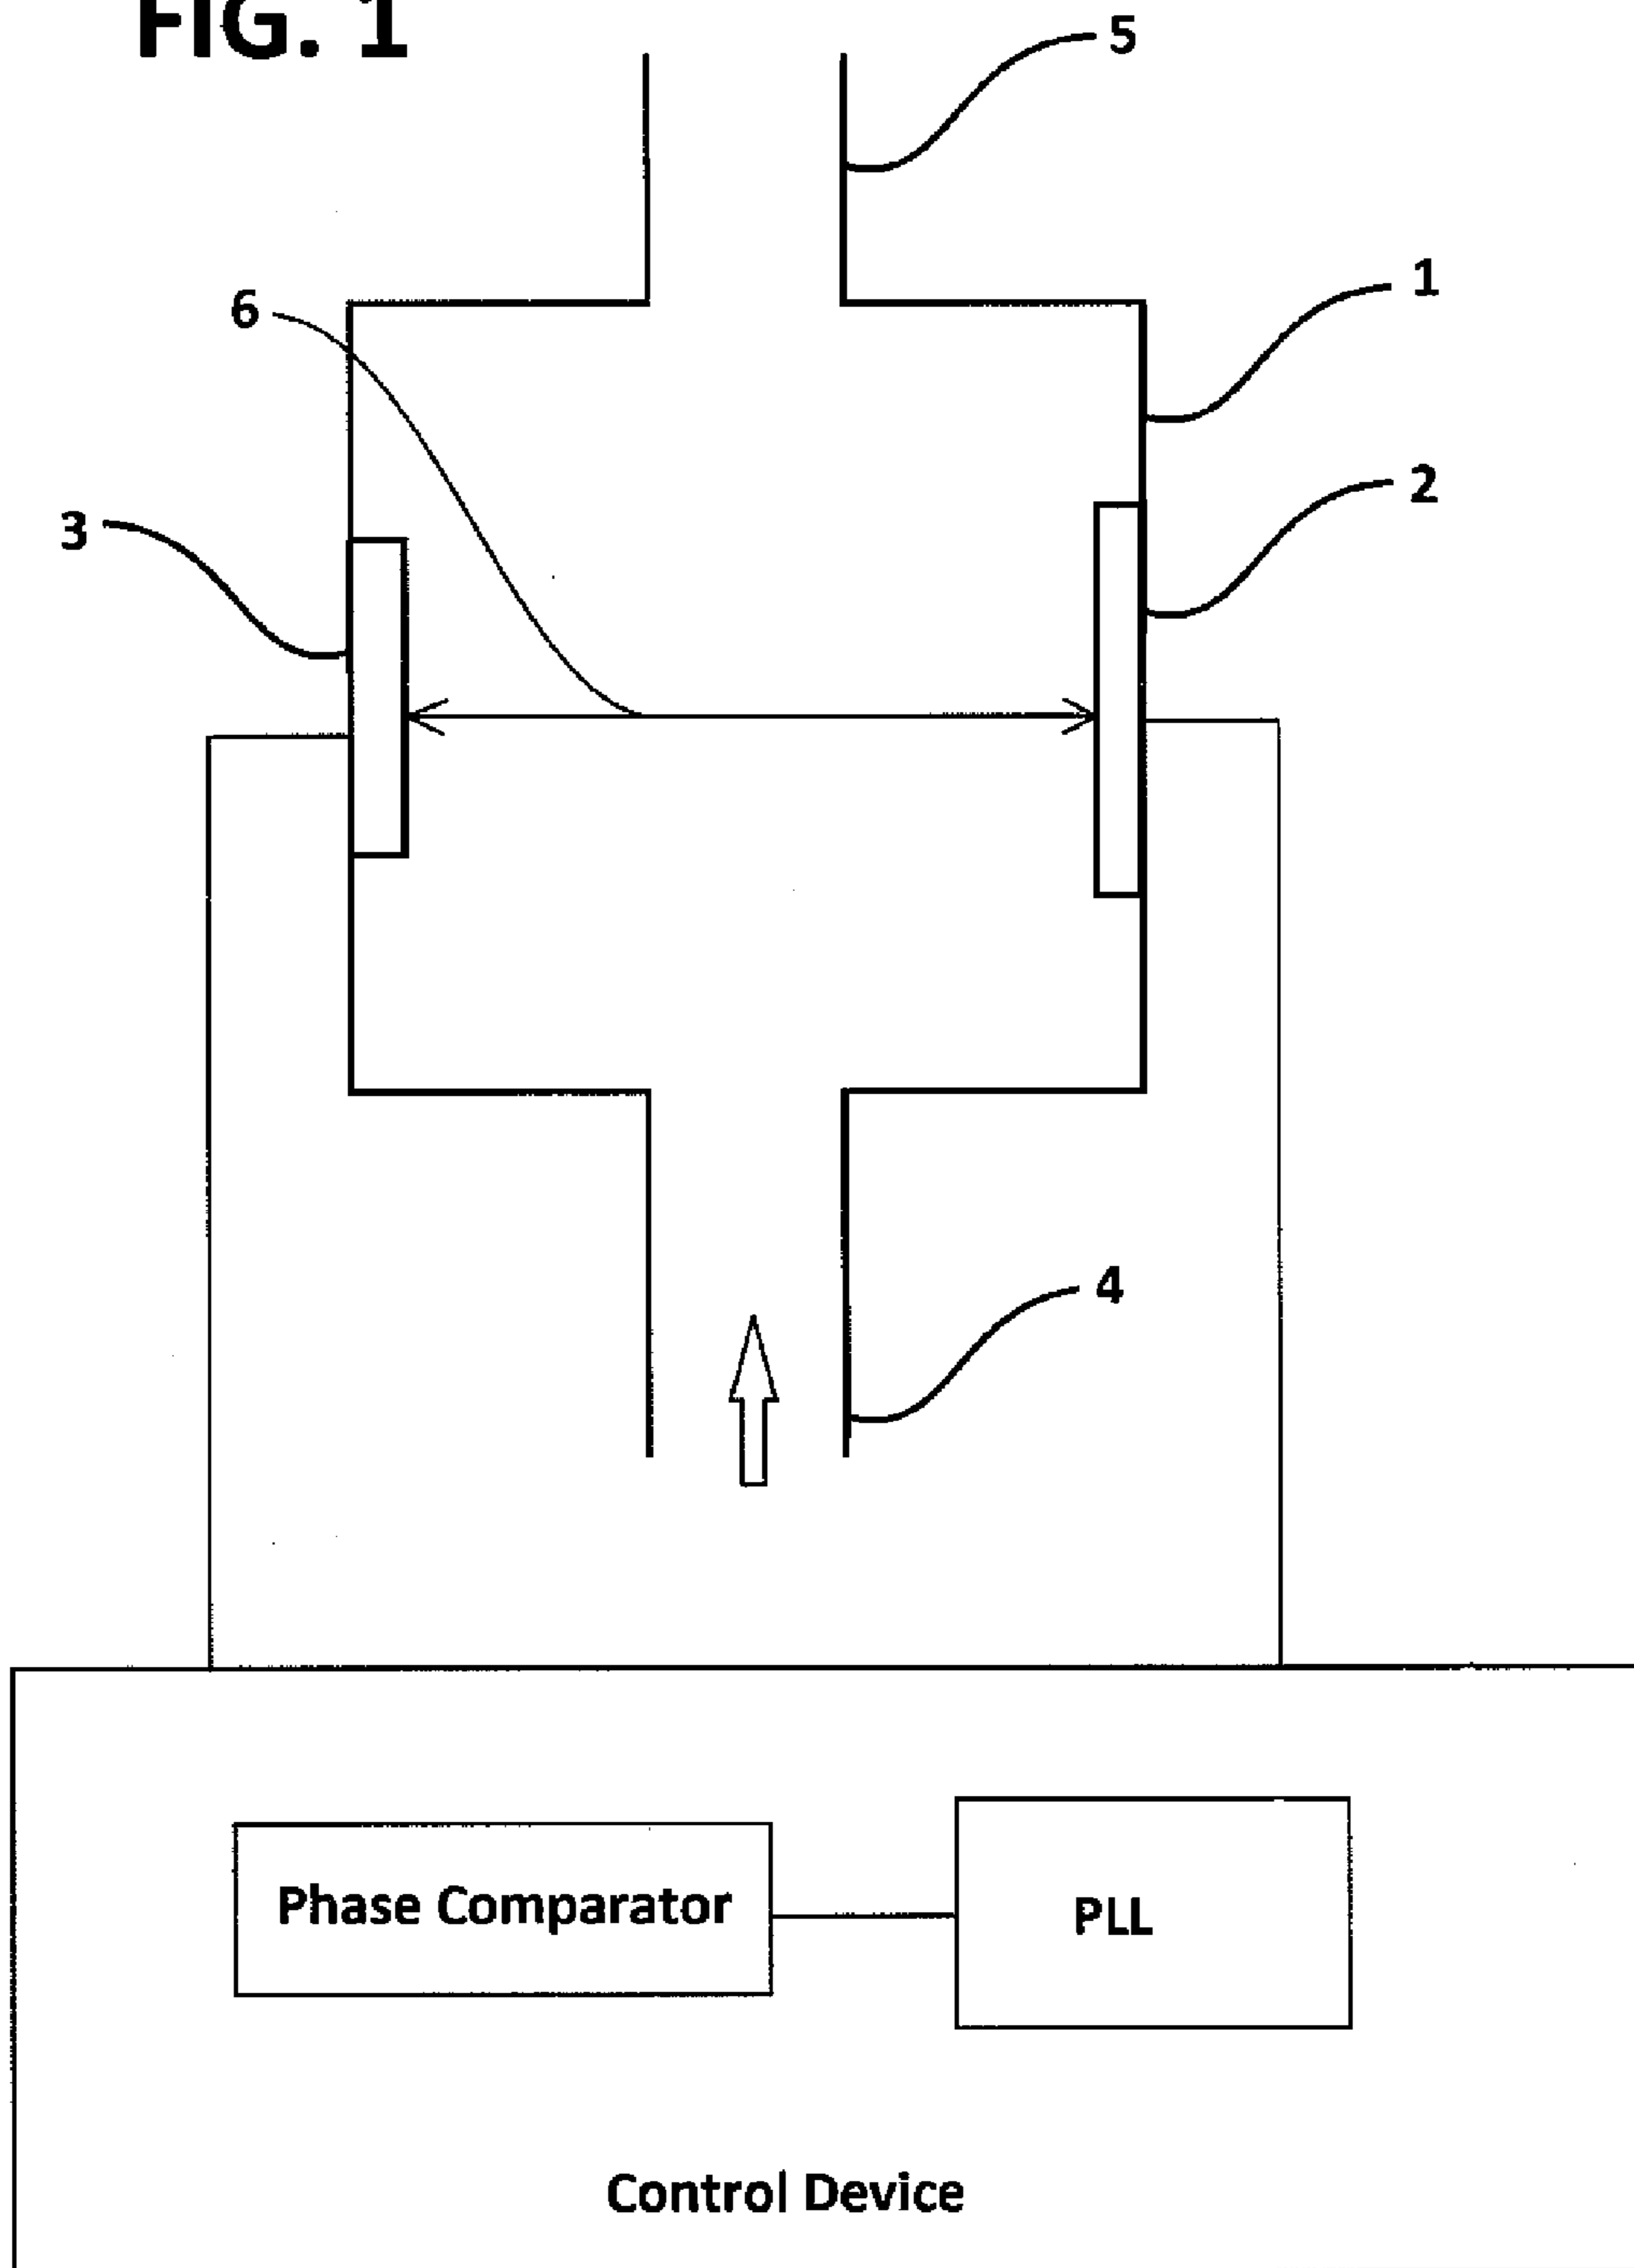 FIG. 1
5
1
6
2
3
4
Phase Comparator
PLL
Control Device